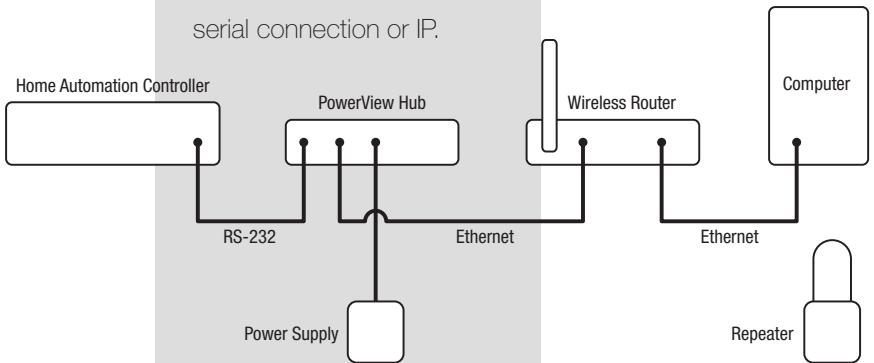 serial connection or IP.
Home Automation Controller
PowerView Hub
Wireless Router
Computer
RS-232
Ethernet
Ethernet
Power Supply
Repeater